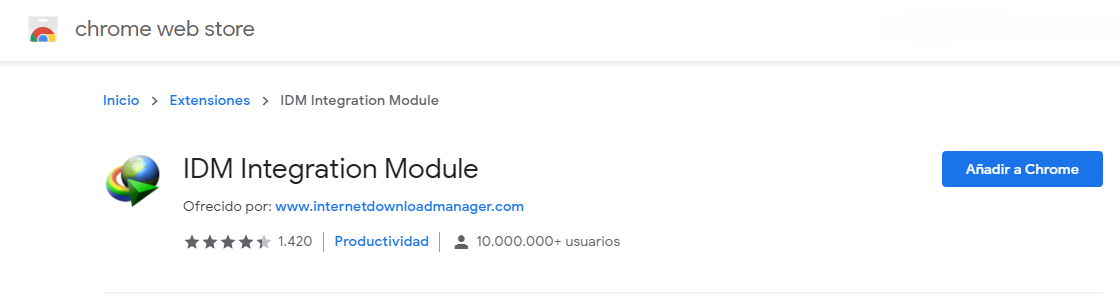 chrome web store
Inicio > Extensiones > IDM Integration Module
IDM Integration Module
Añadir a Chrome
Ofrecido por: www.internetdownloadmanager.com
1.420 Productividad 10.000.000+ usuarios